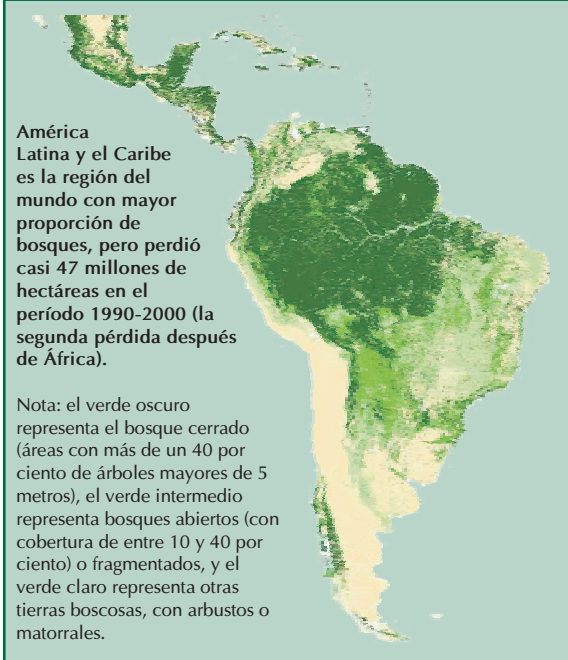 América
Latina y el Caribe
es la región del
mundo con mayor
proporción de
bosques, pero perdió
casi 47 millones de
hectáreas en el
período 1990-2000 (la
segunda pérdida después
de África).
Nota: el verde oscuro
representa el bosque cerrado
(áreas con más de un 40 por
ciento de árboles mayores de 5
metros), el verde intermedio
representa bosques abiertos (con
cobertura de entre 10 y 40 por
ciento) o fragmentados, y el
verde claro representa otras
tierras boscosas, con arbustos o
matorrales.